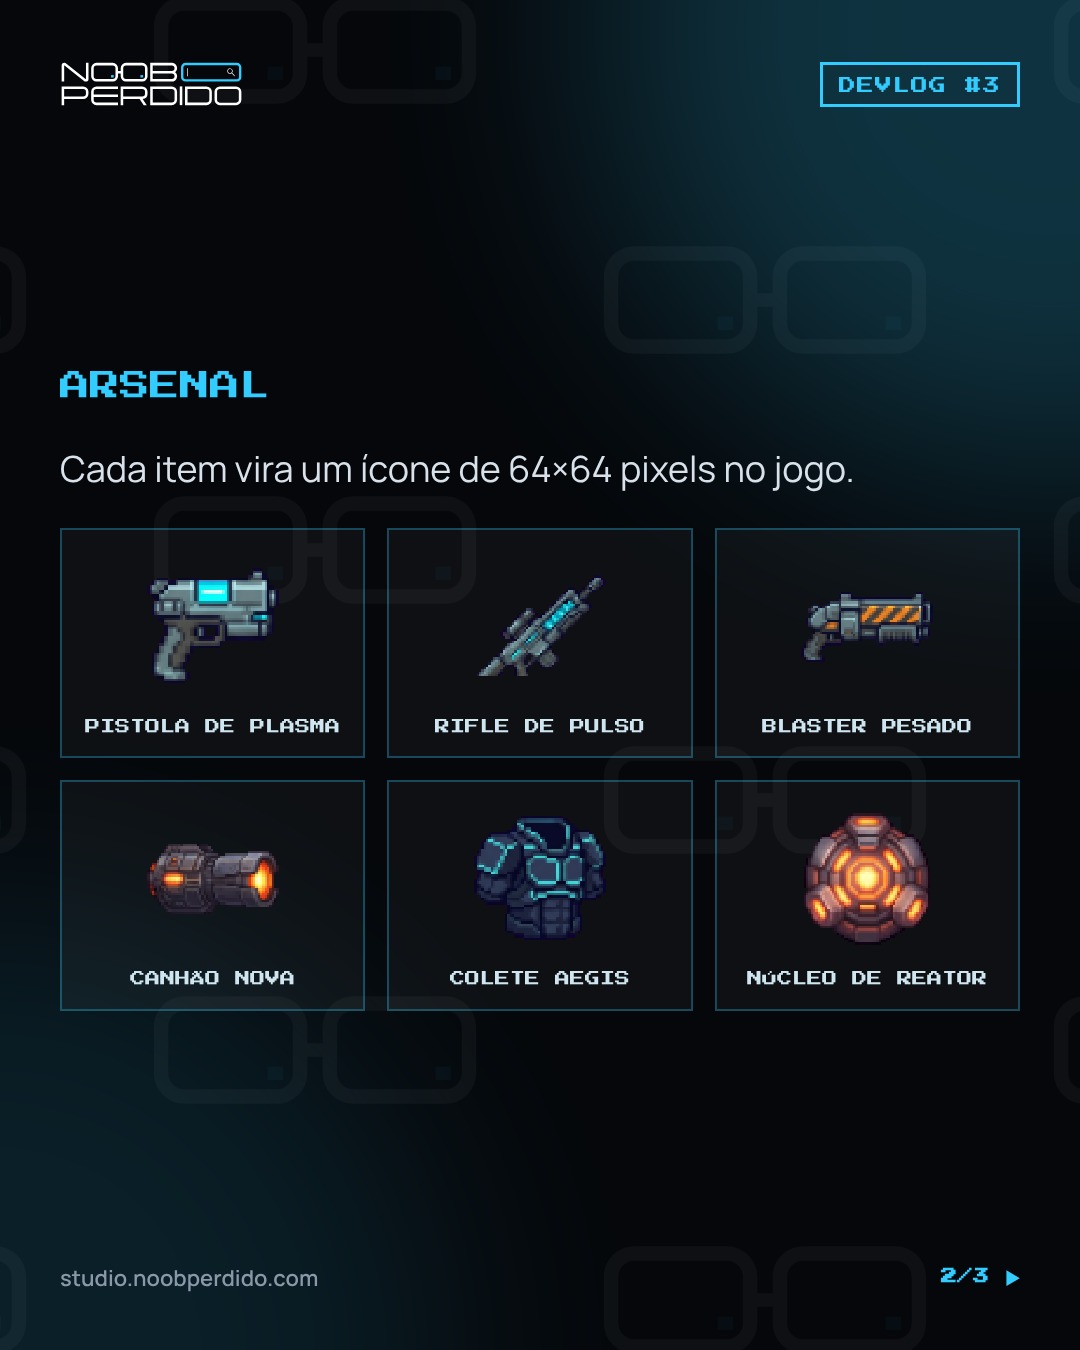 NOOB
PERDIDO
DEVLOG #3
ARSENAL
Cada item vira um ícone de 64×64 pixels no jogo.
PISTOLA DE PLASMA
RIFLE DE PULSO
BLASTER PESADO
CANHãO NOVA
COLETE AEGIS
NúCLEO DE REATOR
studio.noobperdido.com
2/3